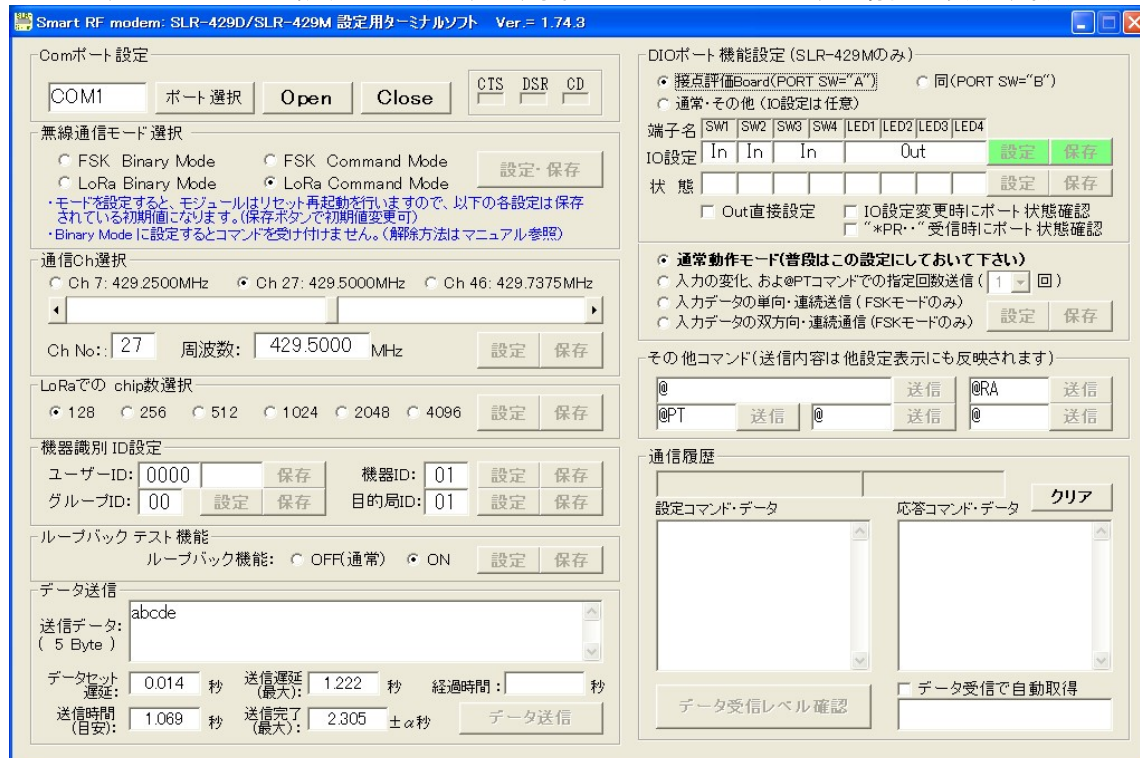 Smart RF modem: SLR-429D/SLR-429M 設定用ターミナルソフト Ver.= 1.74.3
Comポート設定
COM1 ポート選択 Open Close CTS DSR CD
無線通信モード選択
FSK Binary Mode FSK Command Mode
LoRa Binary Mode LoRa Command Mode
設定・保存
・モードを設定すると、モジュールはリセット再起動を行いますので、以下の各設定は保存
されている初期値になります。(保存ボタンで初期値変更可)
・Binary Modeに設定するとコマンドを受け付けません。(解除方法はマニュアル参照)
通信Ch選択
Ch 7: 429.2500MHz Ch 27: 429.5000MHz Ch 46: 429.7375MHz
Ch No.: 27 周波数: 429.5000 MHz 設定 保存
LoRaでの chip数選択
128 256 512 1024 2048 4096 設定 保存
機器識別 ID設定
ユーザーID: 0000 保存 機器ID: 01 設定 保存
グループID: 00 設定 保存 目的局ID: 01 設定 保存
ループバック テスト機能
ループバック機能: OFF(通常) ON 設定 保存
データ送信
送信データ: abcde
( 5 Byte )
データセット遅延: 0.014 秒 送信遅延(最大): 1.222 秒 経過時間: 秒
送信時間(目安): 1.069 秒 送信完了(最大): 2.305 ±α秒 データ送信
DIOポート機能設定 (SLR-429Mのみ)
接点評価Board(PORT SW="A") 同(PORT SW="B")
通常・その他 (IO設定は任意)
端子名 SW1 SW2 SW3 SW4 LED1 LED2 LED3 LED4
IO設定 In In In Out 設定 保存
状 態 設定 保存
Out直接設定 IO設定変更時にポート状態確認
"*PR・・"受信時にポート状態確認
通常動作モード(普段はこの設定にしておいて下さい)
入力の変化、およ@PTコマンドでの指定回数送信 ( 1 回 )
入力データの単向・連続送信 (FSKモードのみ)
入力データの双方向・連続通信 (FSKモードのみ) 設定 保存
その他コマンド(送信内容は他設定表示にも反映されます)
@ 送信 @RA 送信
@PT 送信 @ 送信 @ 送信
通信履歴
クリア
設定コマンド・データ 応答コマンド・データ
データ受信レベル確認 データ受信で自動取得